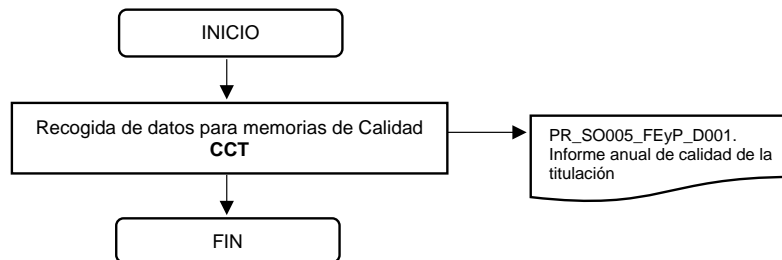 INICIO
Recogida de datos para memorias de Calidad
CCT
PR_SO005_FEyP_D001.
Informe anual de calidad de la
titulación
FIN